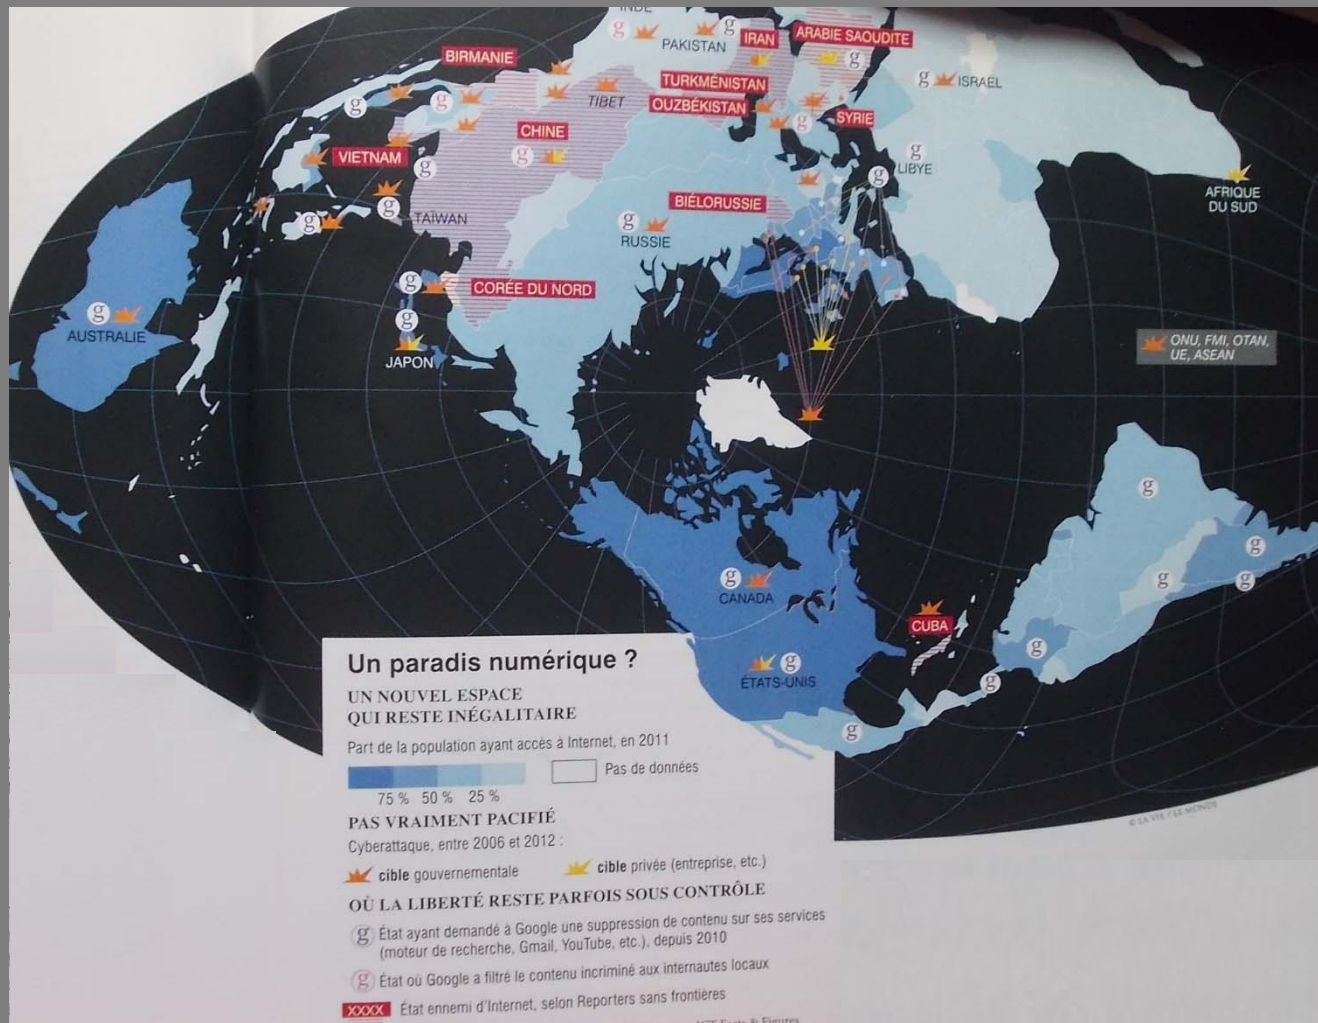 INDE
PAKISTAN
IRAN
ARABIE SAOUDITE
BIRMANIE
TURKMÉNISTAN
TIBET
OUZBÉKISTAN
ISRAËL
SYRIE
CHINE
VIETNAM
LIBYE
AFRIQUE
DU SUD
BIÉLORUSSIE
TAÏWAN
RUSSIE
CORÉE DU NORD
AUSTRALIE
JAPON
ONU, FMI, OTAN,
UE, ASEAN
CANADA
CUBA
ÉTATS-UNIS
© LA VIE / LE MONDE
Un paradis numérique ?
UN NOUVEL ESPACE
QUI RESTE INÉGALITAIRE
Part de la population ayant accès à Internet, en 2011
Pas de données
75 % 50 % 25 %
PAS VRAIMENT PACIFIÉ
Cyberattaque, entre 2006 et 2012 :
cible gouvernementale
cible privée (entreprise, etc.)
OÙ LA LIBERTÉ RESTE PARFOIS SOUS CONTRÔLE
g État ayant demandé à Google une suppression de contenu sur ses services
(moteur de recherche, Gmail, YouTube, etc.), depuis 2010
g État où Google a filtré le contenu incriminé aux internautes locaux
XXXX État ennemi d'Internet, selon Reporters sans frontières